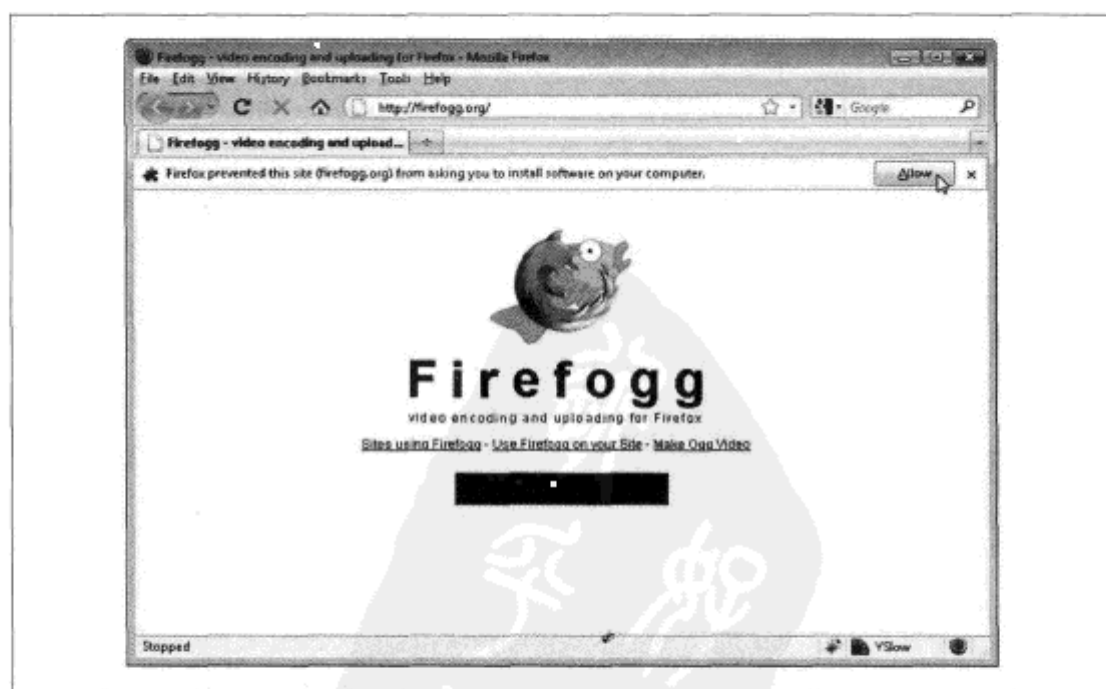 Firefogg - video encoding and uploading for Firefox - Mozilla Firefox
File Edit View History Bookmarks Tools Help
http://firefogg.org/
Google
Firefogg - video encoding and upload...
Firefox prevented this site (firefogg.org) from asking you to install software on your computer.
Allow
Firefogg
video encoding and uploading for Firefox
Sites using Firefogg - Use Firefogg on your Site - Make Ogg Video
Stopped
YSlow